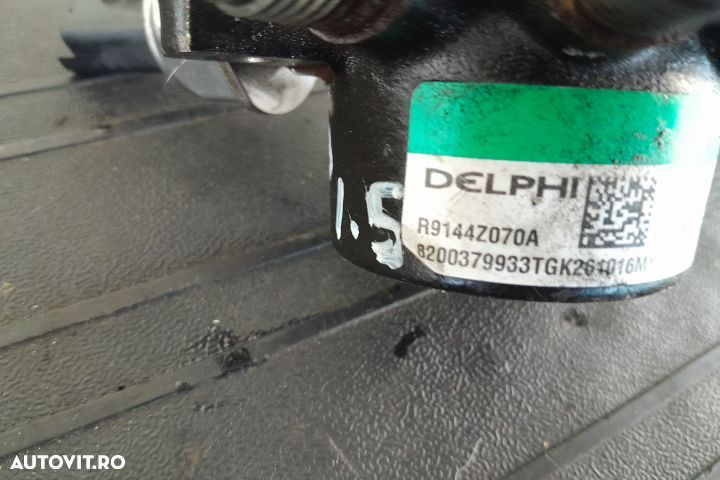 DELPHI
R9144Z070A
8200379933TGK261016M
1.5
AUTOVIT.RO